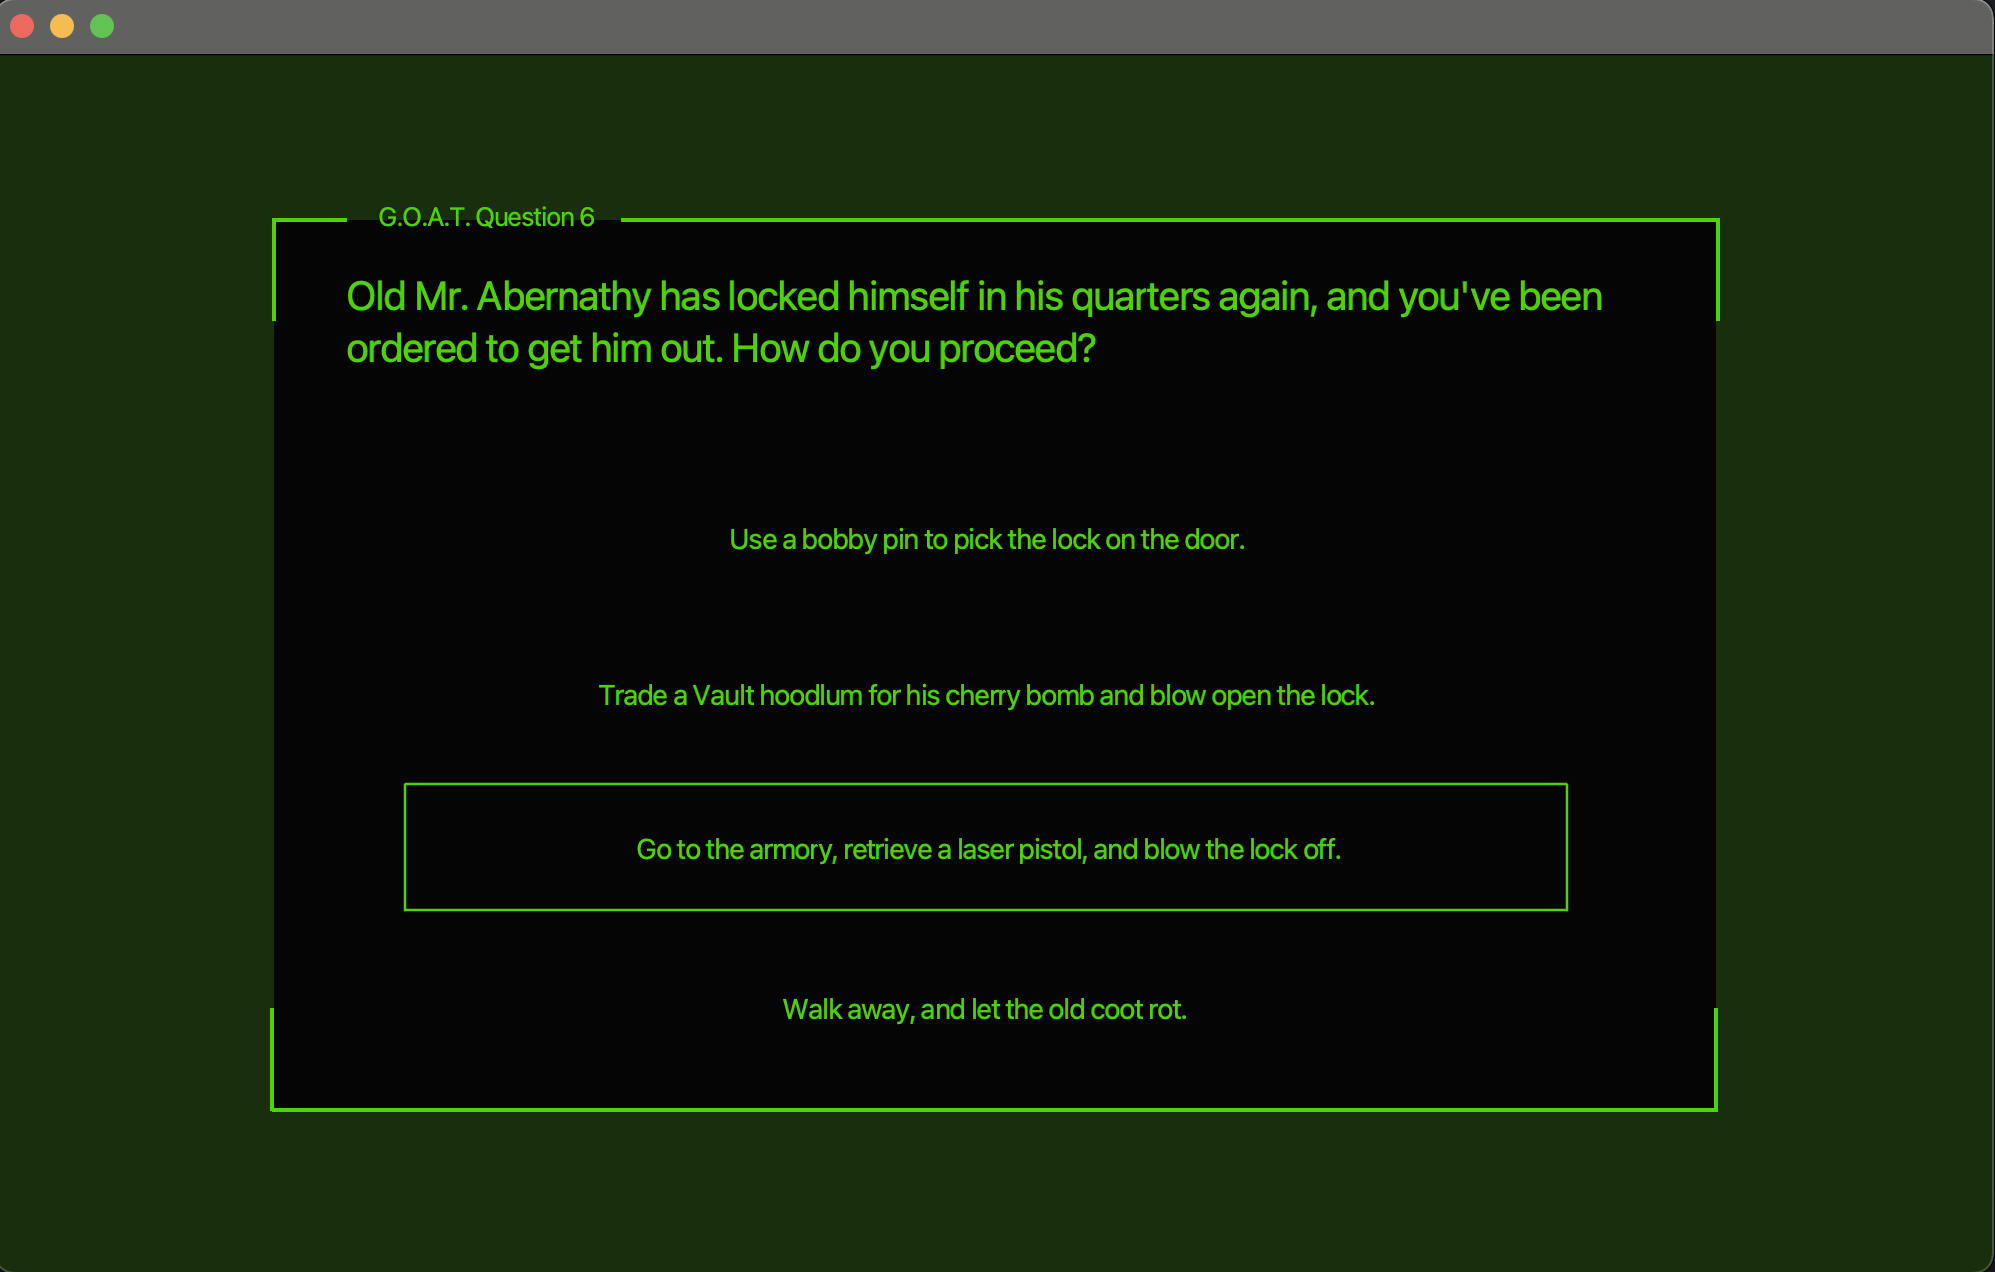 G.O.A.T. Question 6
Old Mr. Abernathy has locked himself in his quarters again, and you've been
ordered to get him out. How do you proceed?
Use a bobby pin to pick the lock on the door.
Trade a Vault hoodlum for his cherry bomb and blow open the lock.
Go to the armory, retrieve a laser pistol, and blow the lock off.
Walk away, and let the old coot rot.